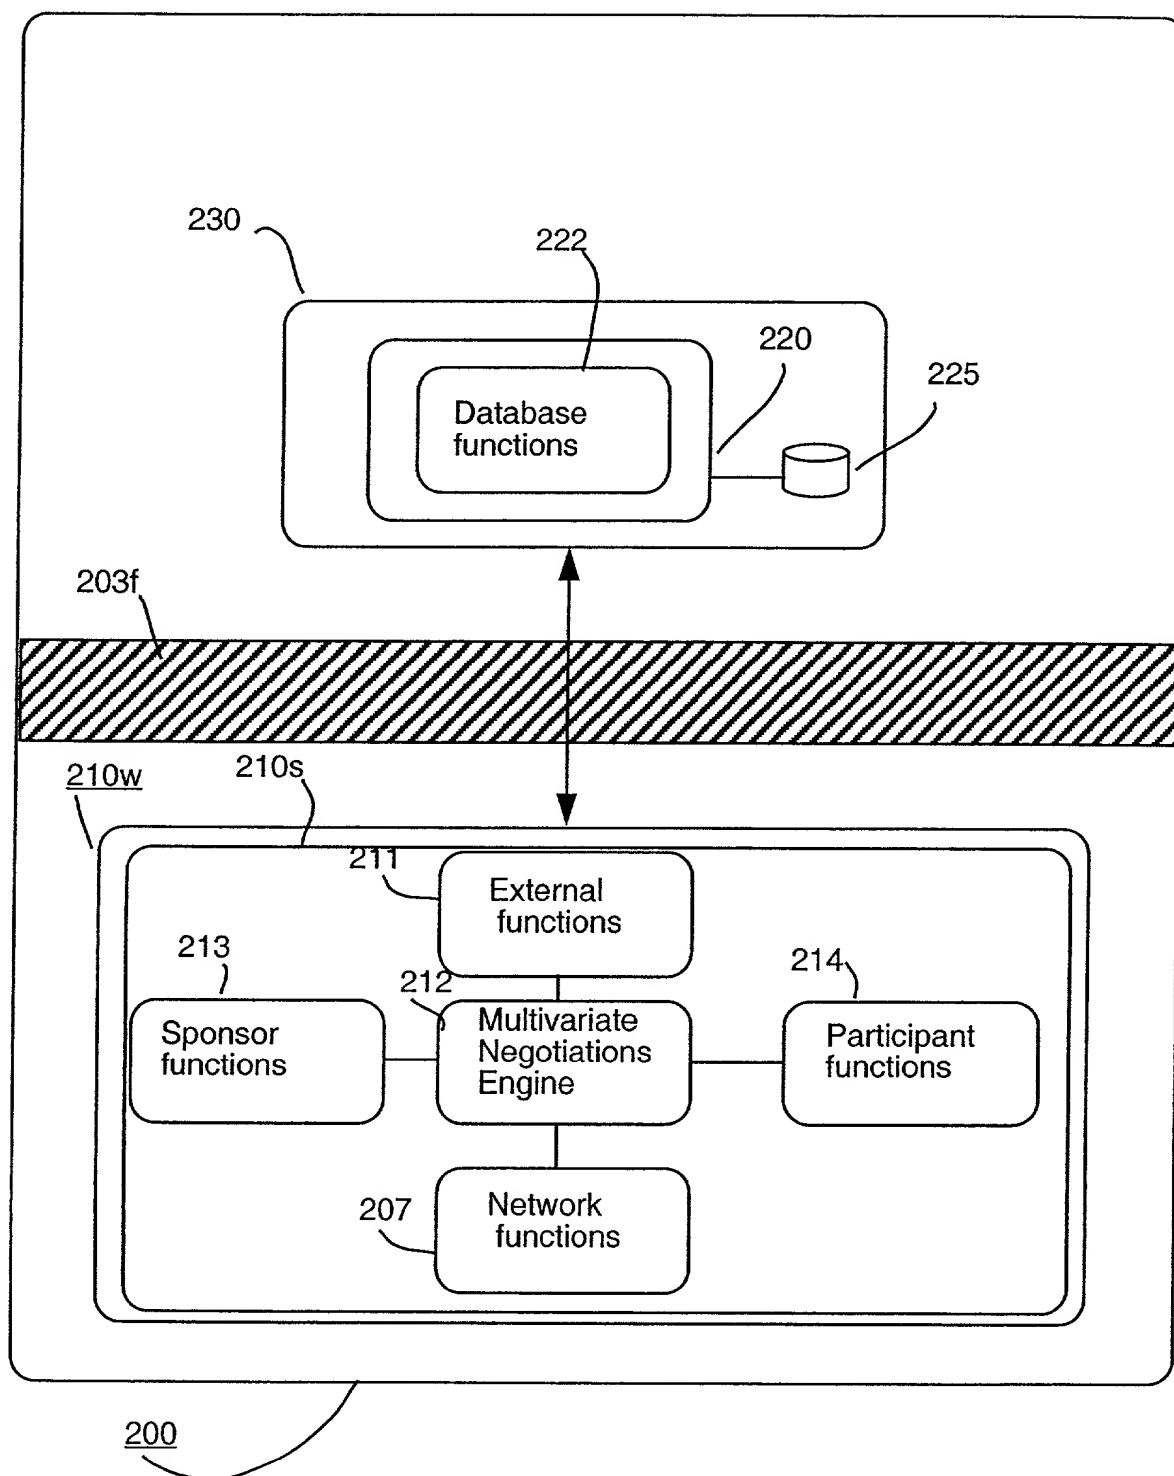 230
222
220
225
Database
functions
203f
210w
210s
211
External
functions
213
212
214
Sponsor
functions
Multivariate
Negotiations
Engine
Participant
functions
207
Network
functions
200